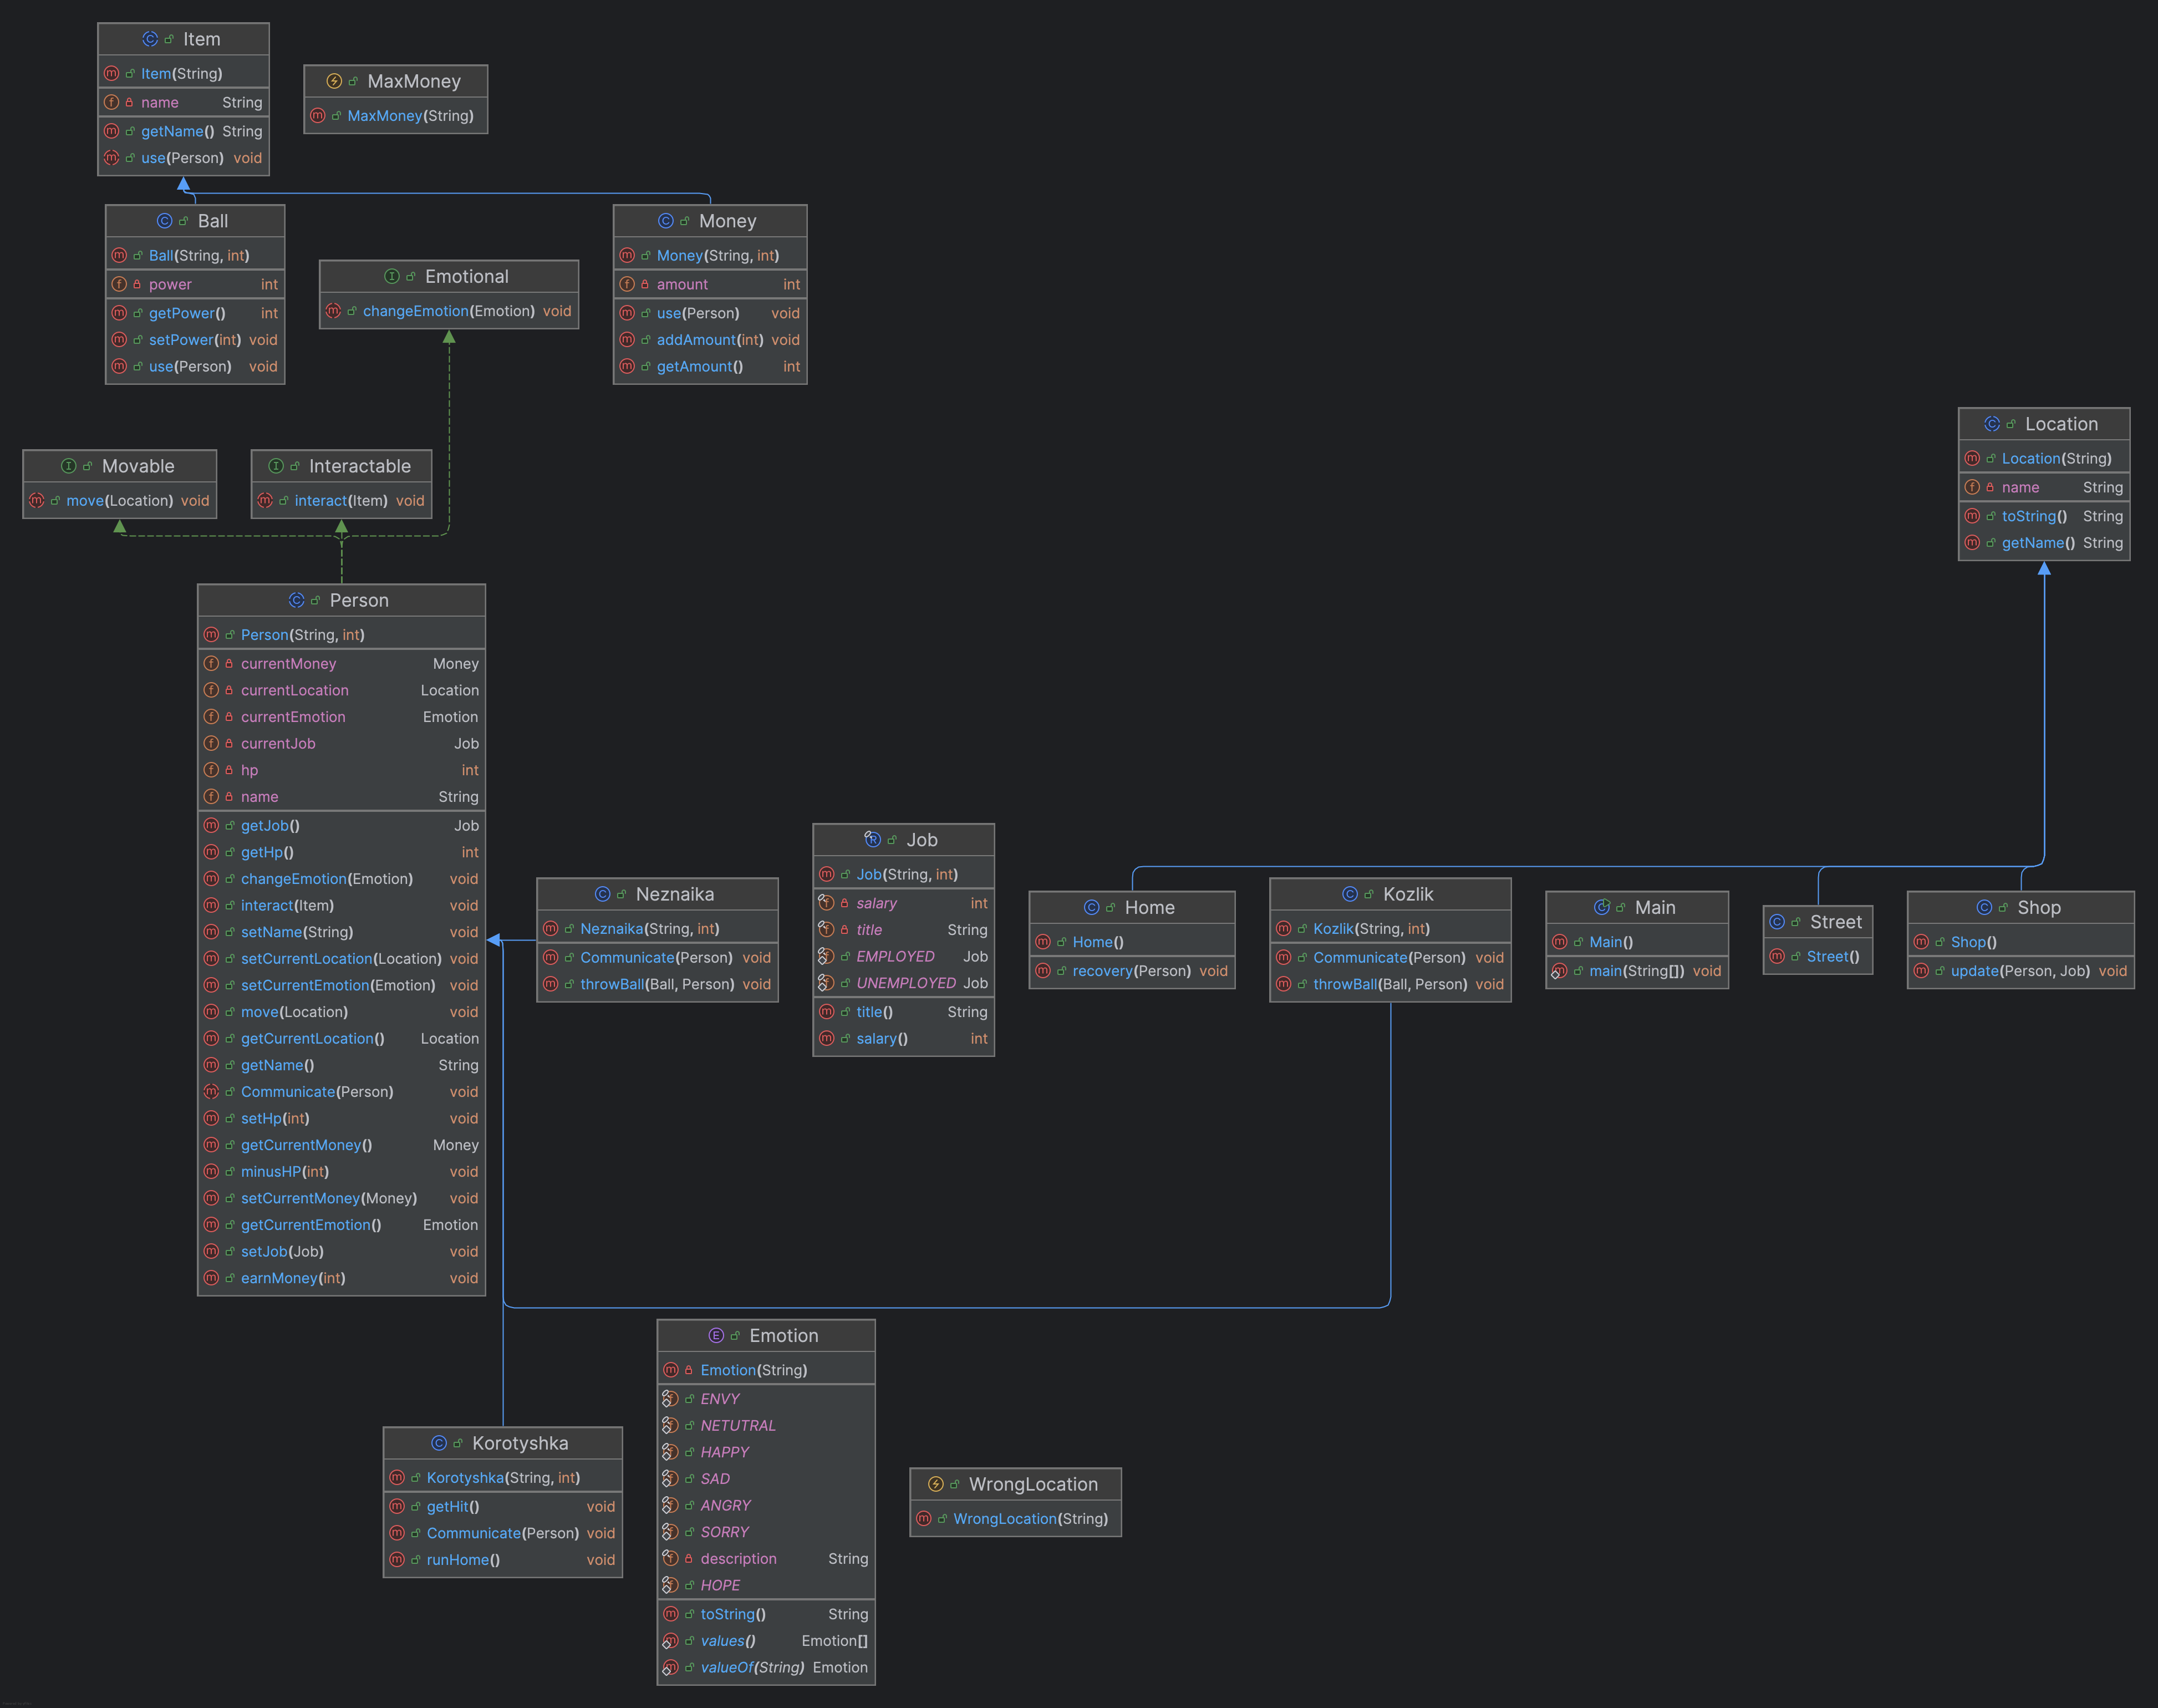 Item
Item(String)
name String
getName() String
use(Person) void
MaxMoney
MaxMoney(String)
Ball
Ball(String, int)
power int
getPower() int
setPower(int) void
use(Person) void
Emotional
changeEmotion(Emotion) void
Money
Money(String, int)
amount int
use(Person) void
addAmount(int) void
getAmount() int
Movable
move(Location) void
Interactable
interact(Item) void
Location
Location(String)
name String
toString() String
getName() String
Person
Person(String, int)
currentMoney Money
currentLocation Location
currentEmotion Emotion
currentJob Job
hp int
name String
getJob() Job
getHp() int
changeEmotion(Emotion) void
interact(Item) void
setName(String) void
setCurrentLocation(Location) void
setCurrentEmotion(Emotion) void
move(Location) void
getCurrentLocation() Location
getName() String
Communicate(Person) void
setHp(int) void
getCurrentMoney() Money
minusHP(int) void
setCurrentMoney(Money) void
getCurrentEmotion() Emotion
setJob(Job) void
earnMoney(int) void
Neznaika
Neznaika(String, int)
Communicate(Person) void
throwBall(Ball, Person) void
Job
Job(String, int)
salary int
title String
EMPLOYED Job
UNEMPLOYED Job
title() String
salary() int
Home
Home()
recovery(Person) void
Kozlik
Kozlik(String, int)
Communicate(Person) void
throwBall(Ball, Person) void
Main
Main()
main(String[]) void
Street
Street()
Shop
Shop()
update(Person, Job) void
Korotyshka
Korotyshka(String, int)
getHit() void
Communicate(Person) void
runHome() void
Emotion
Emotion(String)
ENVY
NETUTRAL
HAPPY
SAD
ANGRY
SORRY
description String
HOPE
toString() String
values() Emotion[]
valueOf(String) Emotion
WrongLocation
WrongLocation(String)